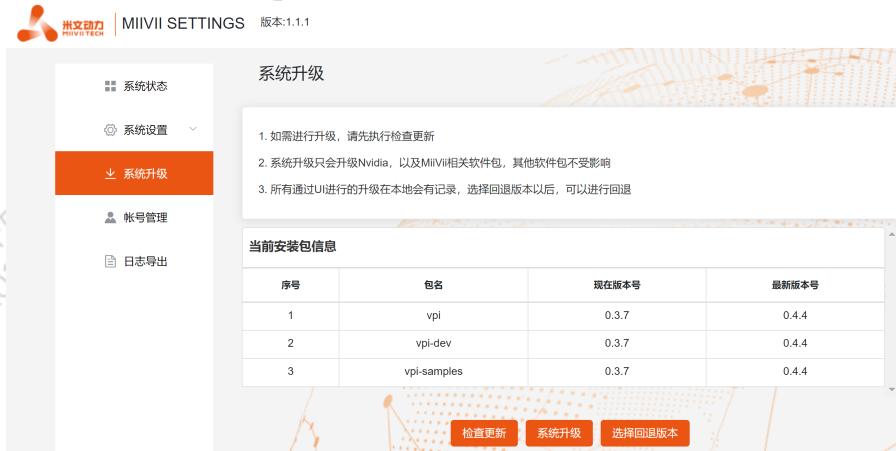 米文动力
MIIVII TECH
MIIVII SETTINGS
版本:1.1.1
系统状态
系统设置
系统升级
帐号管理
日志导出
系统升级
1. 如需进行升级，请先执行检查更新
2. 系统升级只会升级Nvidia，以及MiiVii相关软件包，其他软件包不受影响
3. 所有通过UI进行的升级在本地会有记录，选择回退版本以后，可以进行回退
当前安装包信息
序号 包名 现在版本号 最新版本号
1 vpi 0.3.7 0.4.4
2 vpi-dev 0.3.7 0.4.4
3 vpi-samples 0.3.7 0.4.4
检查更新 系统升级 选择回退版本